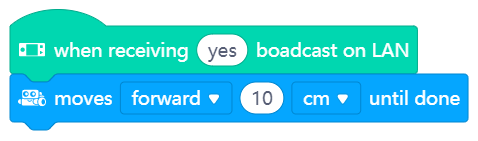 when receiving yes boadcast on LAN
moves forward 10 cm until done